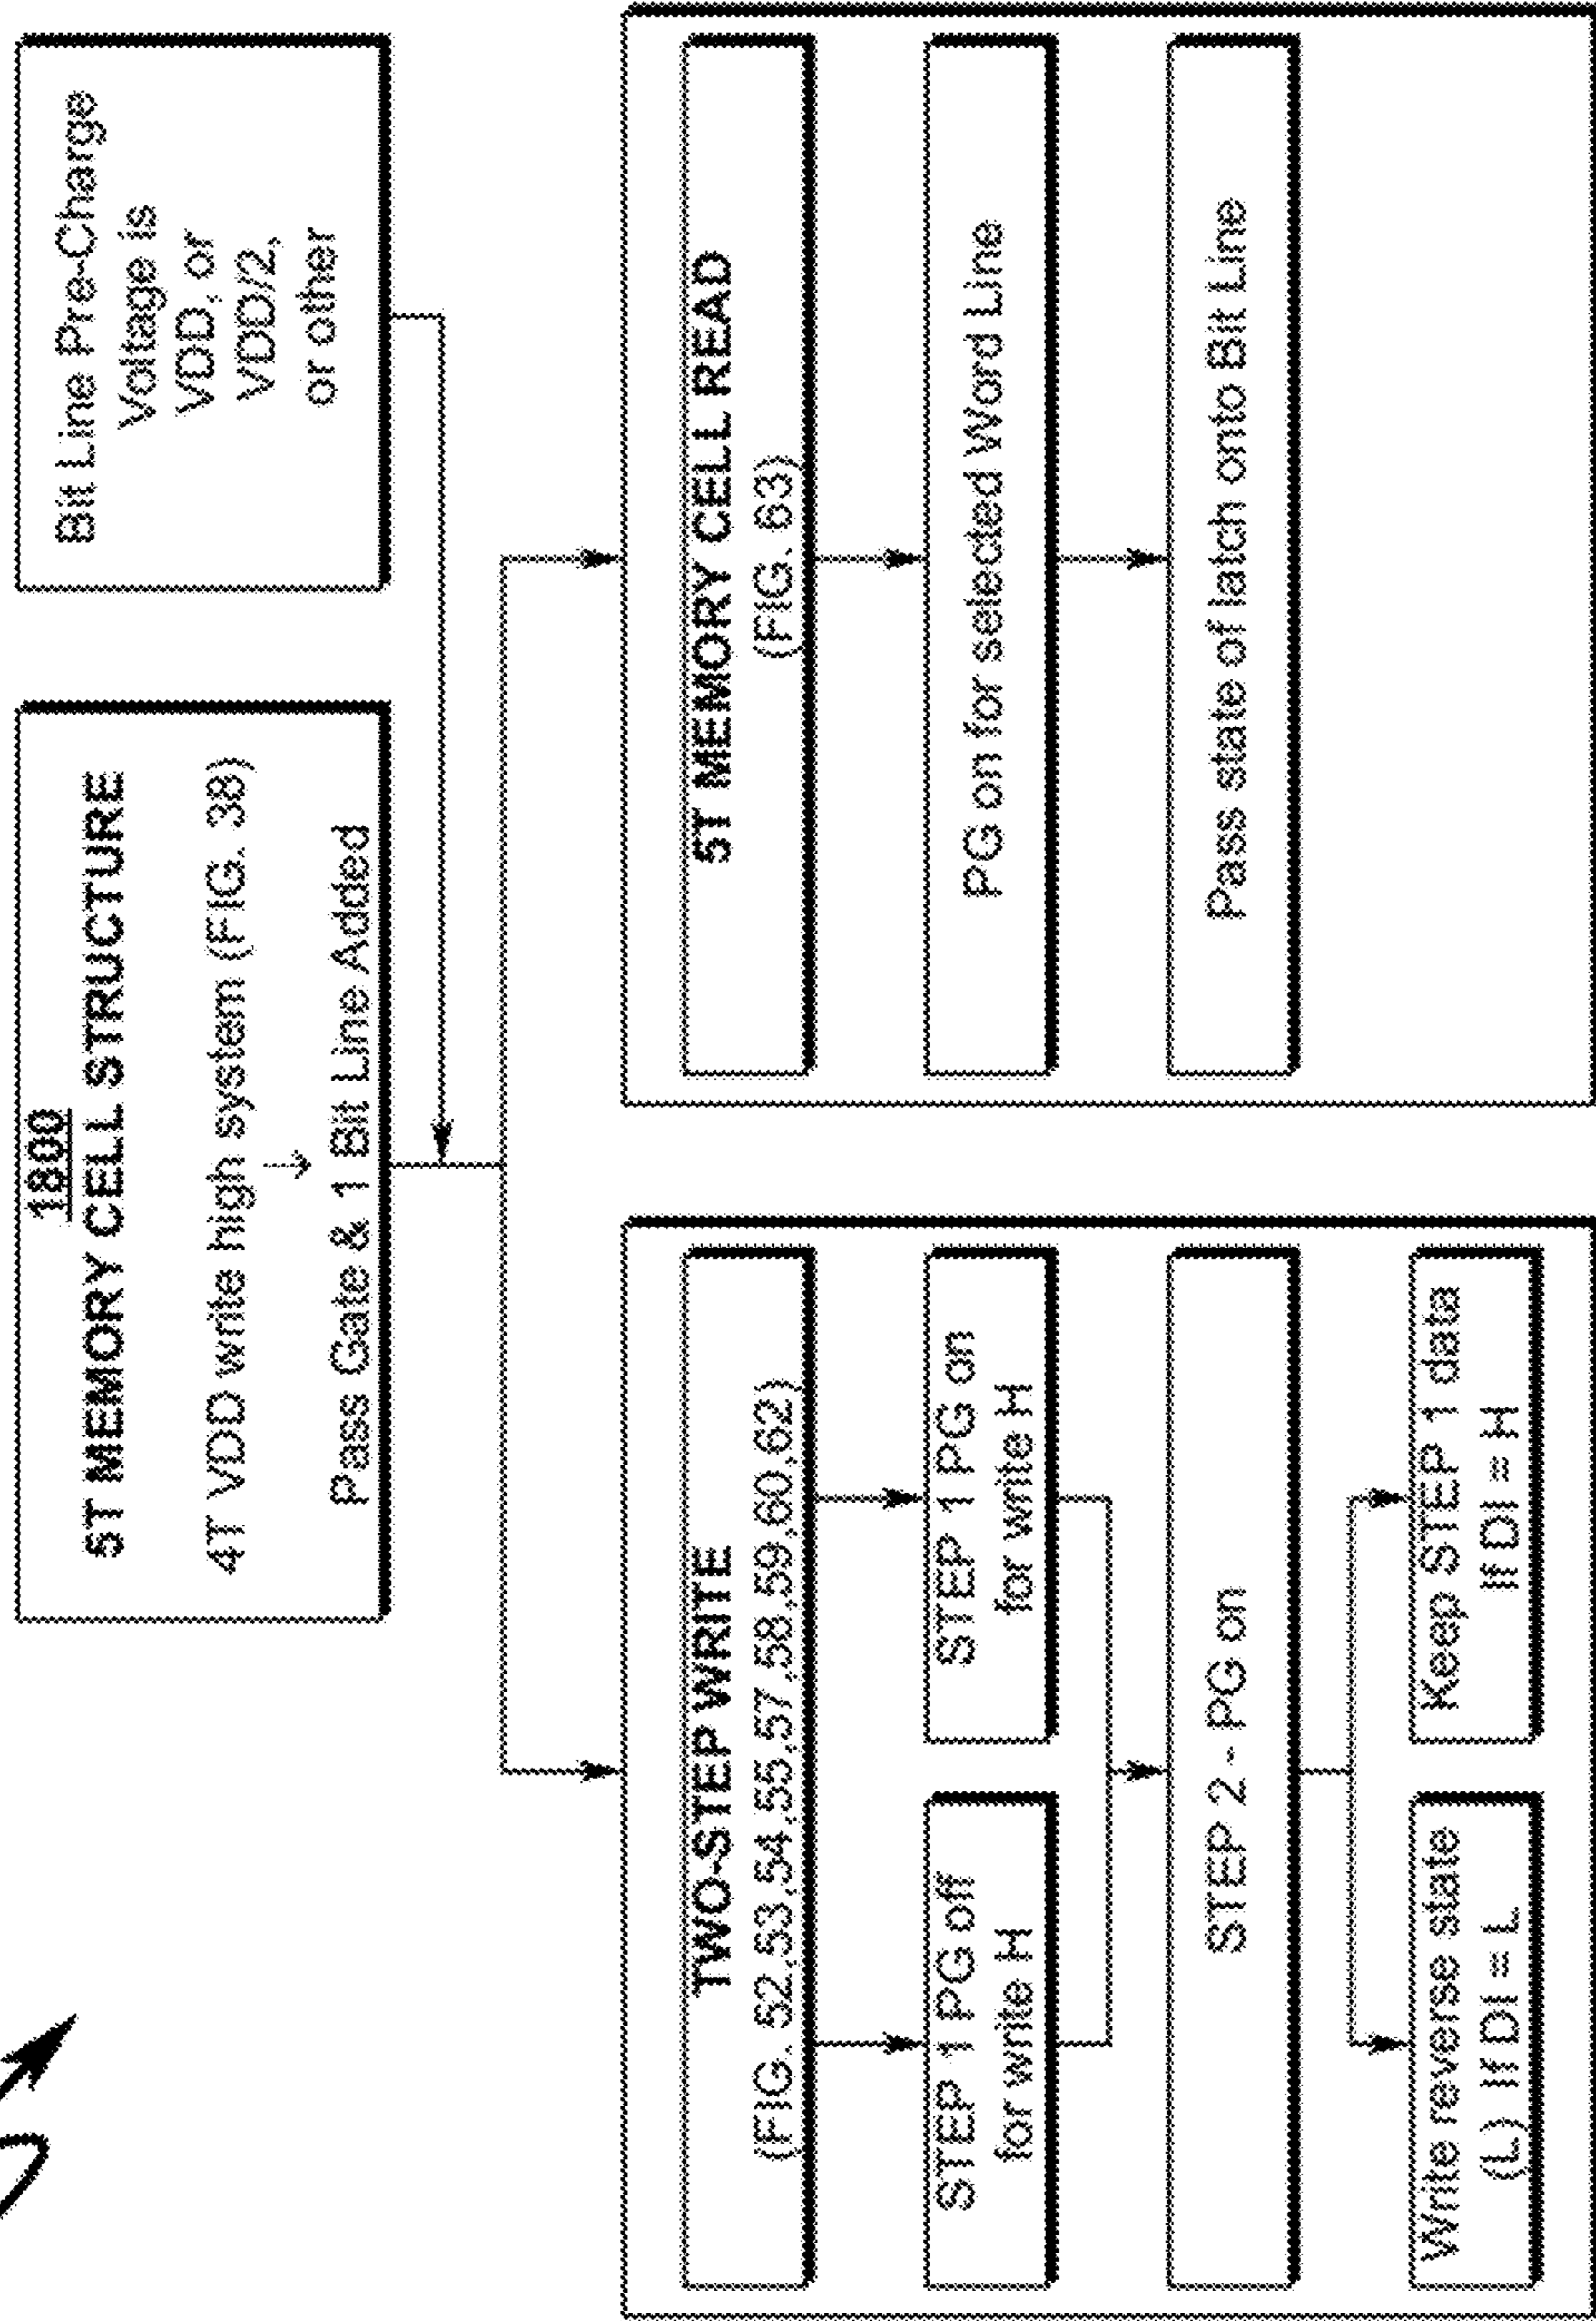 1800
5T MEMORY CELL STRUCTURE
4T VDD write high system (FIG. 38)
Pass Gate & 1 Bit Line Added
Bit Line Pre-Charge
Voltage is
VDD, or
VDD/2,
or other
TWO-STEP WRITE
(FIG. 52,53,54,55,57,58,59,60,62)
STEP 1 PG off
for write H
STEP 1 PG on
for write H
STEP 2 - PG on
Write reverse state
(L) If DI = L
Keep STEP 1 data
If DI = H
5T MEMORY CELL READ
(FIG. 63)
PG on for selected Word Line
Pass state of latch onto Bit Line